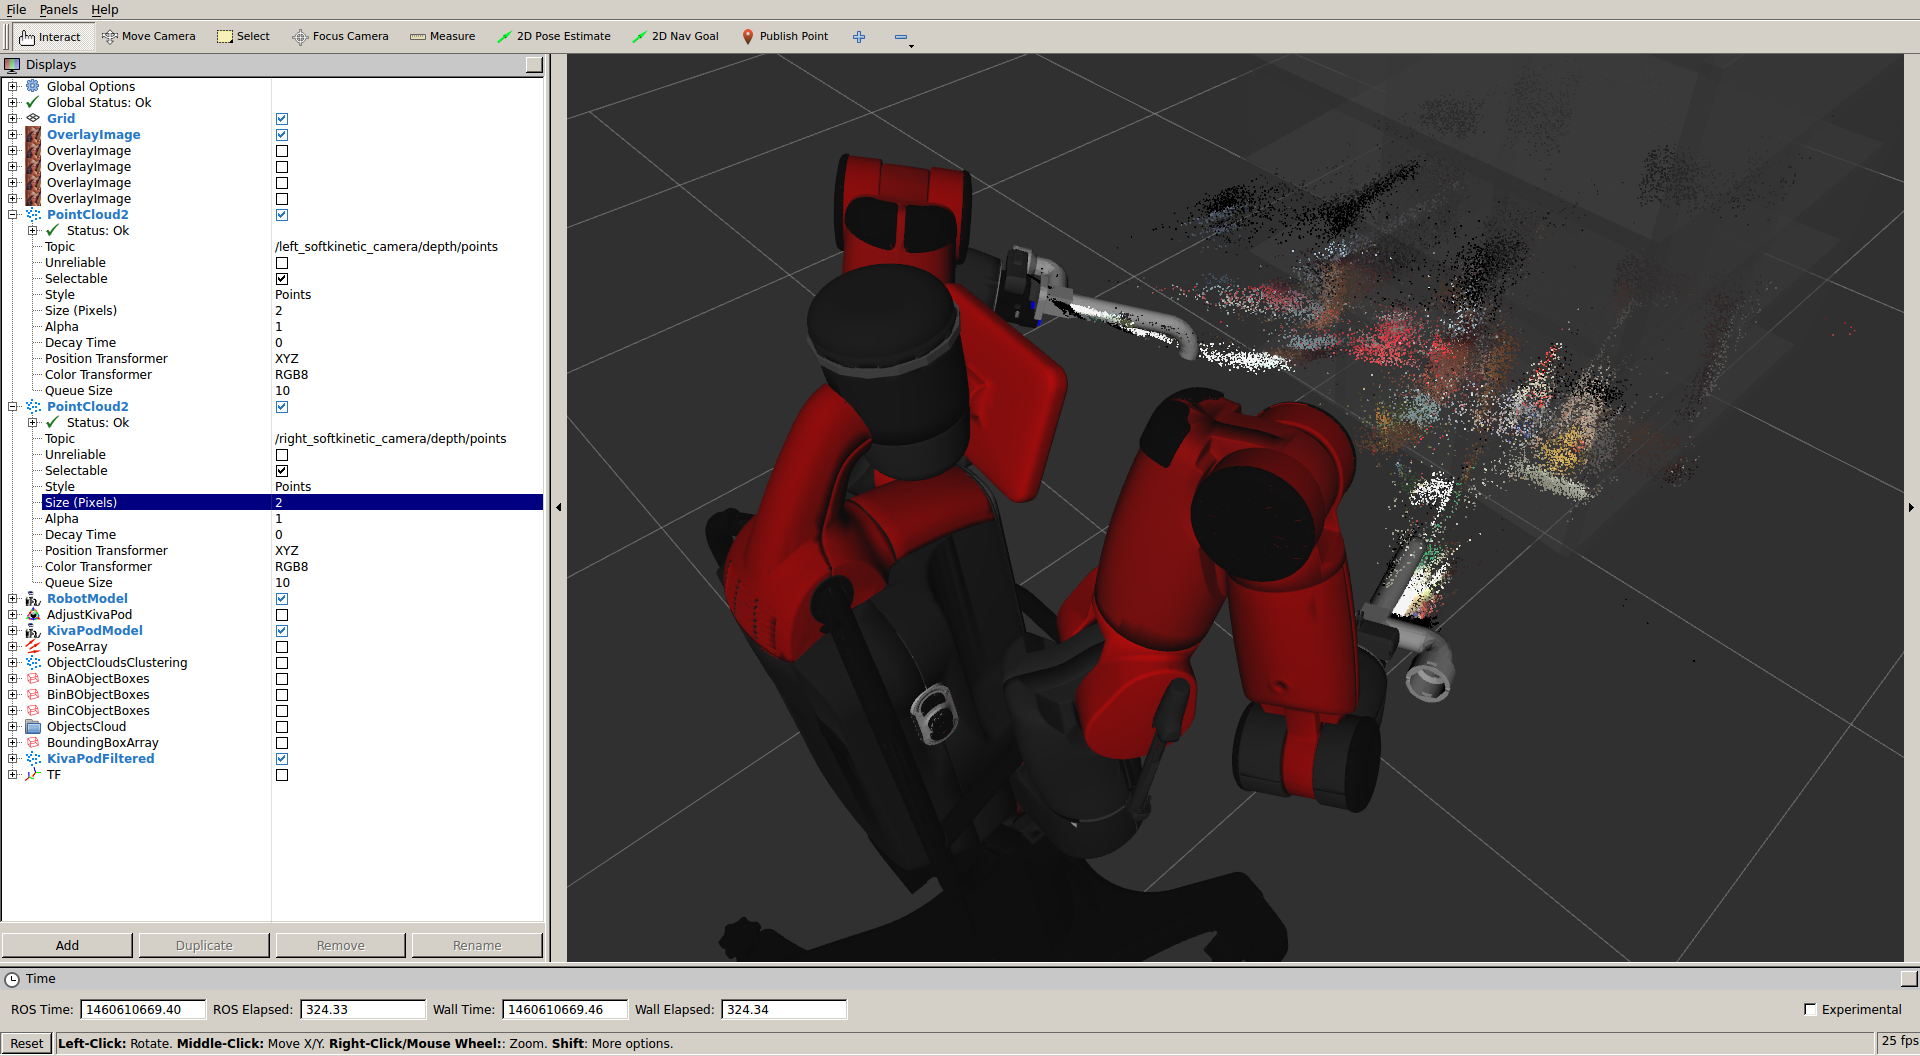 File Panels Help
Interact Move Camera Select Focus Camera Measure 2D Pose Estimate 2D Nav Goal Publish Point
Displays
Global Options
Global Status: Ok
Grid
OverlayImage
OverlayImage
OverlayImage
OverlayImage
OverlayImage
PointCloud2
Status: Ok
Topic /left_softkinetic_camera/depth/points
Unreliable
Selectable
Style Points
Size (Pixels) 2
Alpha 1
Decay Time 0
Position Transformer XYZ
Color Transformer RGB8
Queue Size 10
PointCloud2
Status: Ok
Topic /right_softkinetic_camera/depth/points
Unreliable
Selectable
Style Points
Size (Pixels) 2
Alpha 1
Decay Time 0
Position Transformer XYZ
Color Transformer RGB8
Queue Size 10
RobotModel
AdjustKivaPod
KivaPodModel
PoseArray
ObjectCloudsClustering
BinAObjectBoxes
BinBObjectBoxes
BinCObjectBoxes
ObjectsCloud
BoundingBoxArray
KivaPodFiltered
TF
Add Duplicate Remove Rename
Time
ROS Time: 1460610669.40 ROS Elapsed: 324.33 Wall Time: 1460610669.46 Wall Elapsed: 324.34 Experimental
Reset Left-Click: Rotate. Middle-Click: Move X/Y. Right-Click/Mouse Wheel:: Zoom. Shift: More options. 25 fps